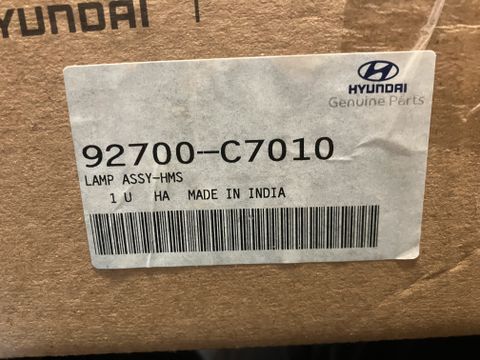 HYUNDAI
HYUNDAI
Genuine Parts
92700-C7010
LAMP ASSY-HMS
1 U HA MADE IN INDIA